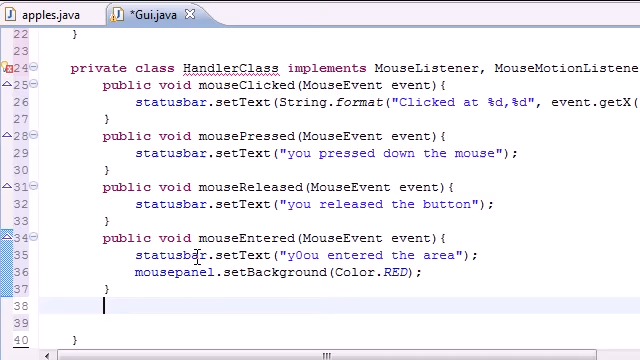 apples.java
*Gui.java
22 }
23
24 private class HandlerClass implements MouseListener, MouseMotionListene
25 public void mouseClicked(MouseEvent event){
26 statusbar.setText(String.format("Clicked at %d,%d", event.getX(
27 }
28 public void mousePressed(MouseEvent event){
29 statusbar.setText("you pressed down the mouse");
30 }
31 public void mouseReleased(MouseEvent event){
32 statusbar.setText("you released the button");
33 }
34 public void mouseEntered(MouseEvent event){
35 statusbar.setText("y0ou entered the area");
36 mousepanel.setBackground(Color.RED);
37 }
38
39
40 }